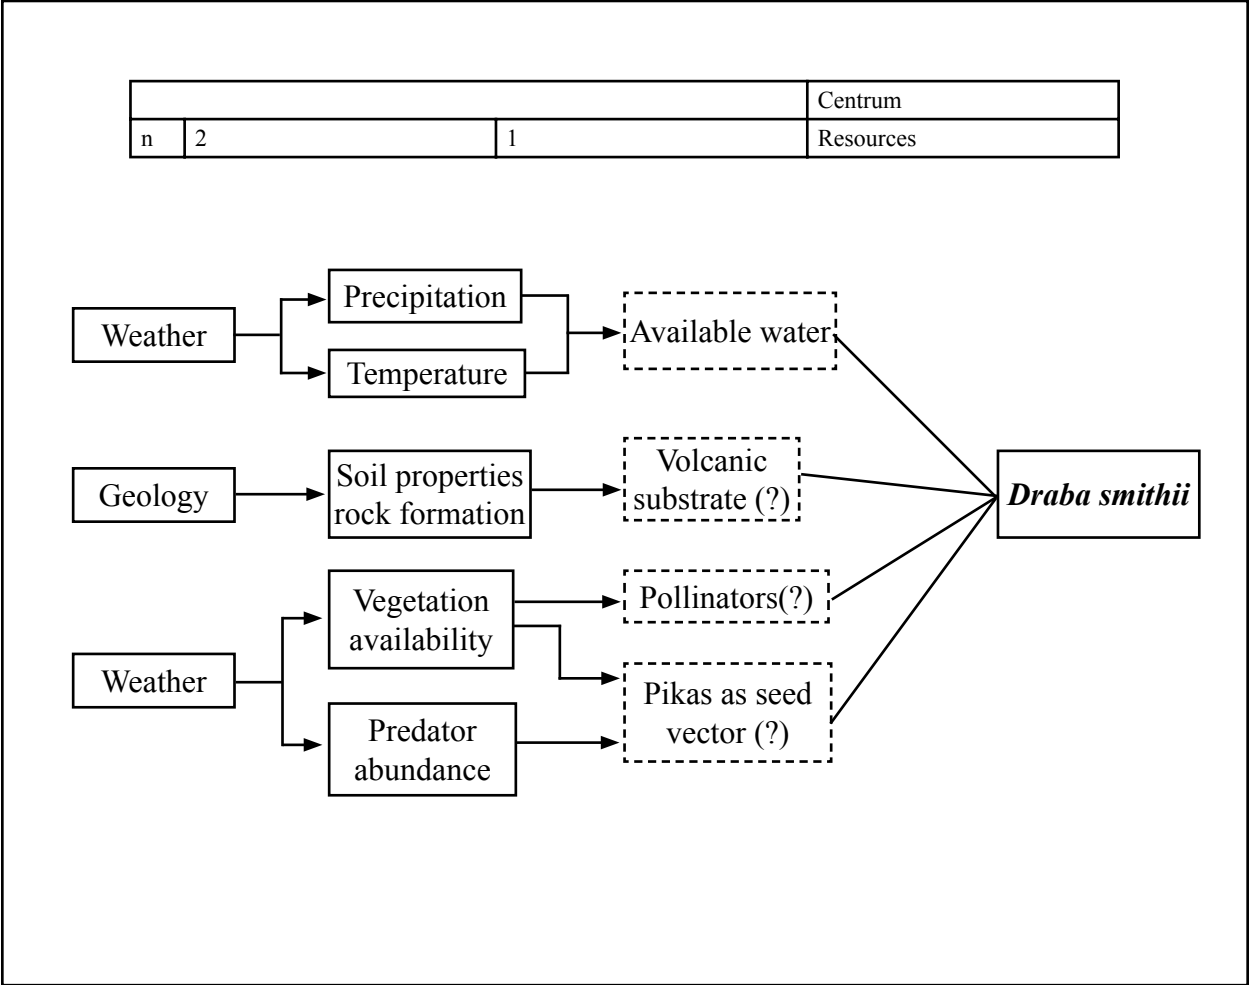 Centrum
n 2 1 Resources
Precipitation
Weather
Available water
Temperature
Geology
Soil properties
rock formation
Volcanic
substrate (?)
Draba smithii
Vegetation
availability
Pollinators(?)
Weather
Pikas as seed
vector (?)
Predator
abundance